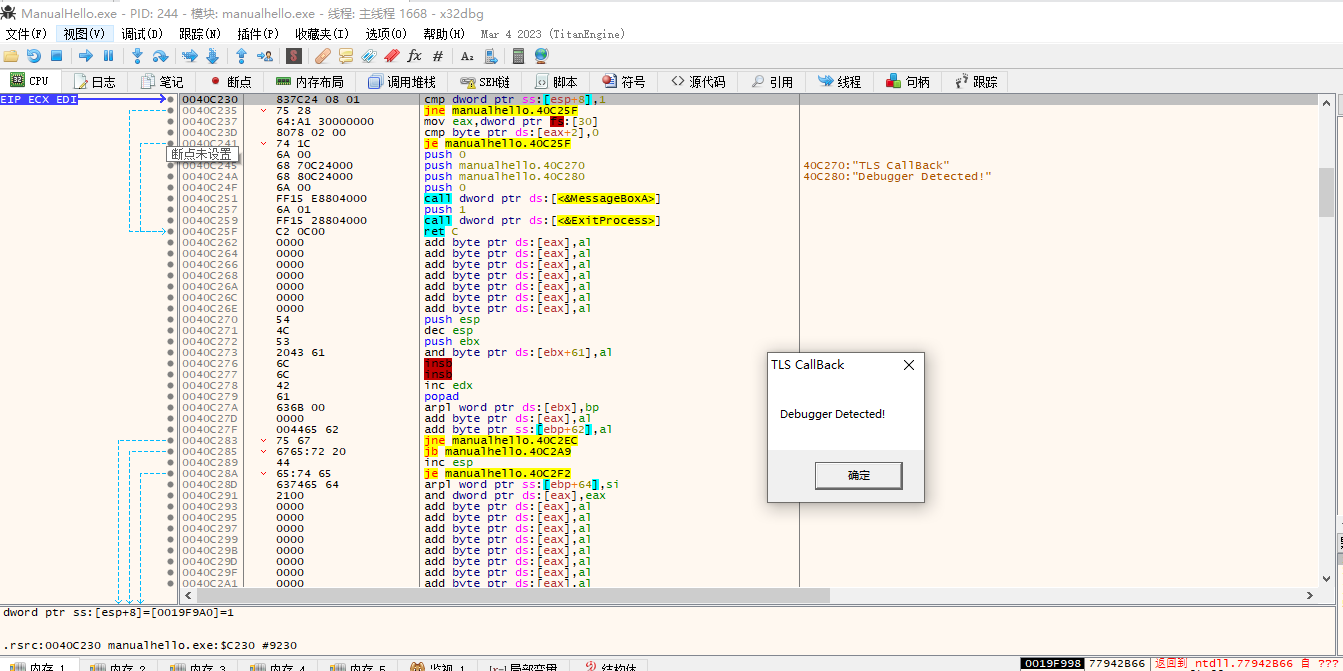 ManualHello.exe - PID: 244 - 模块: manualhello.exe - 线程: 主线程 1668 - x32dbg
文件(F) 视图(V) 调试(D) 跟踪(N) 插件(P) 收藏夹(I) 选项(O) 帮助(H) Mar 4 2023 (TitanEngine)
CPU 日志 笔记 断点 内存布局 调用堆栈 SEH链 脚本 符号 源代码 引用 线程 句柄 跟踪
EIP ECX EDI 0040C230 837C24 08 01 cmp dword ptr ss:[esp+8],1
0040C235 75 28 jne manualhello.40C25F
0040C237 64:A1 30000000 mov eax,dword ptr fs:[30]
0040C23D 8078 02 00 cmp byte ptr ds:[eax+2],0
0040C241 74 1C je manualhello.40C25F
断点未设置 6A 00 push 0
0040C245 68 70C24000 push manualhello.40C270 40C270:"TLS CallBack"
0040C24A 68 80C24000 push manualhello.40C280 40C280:"Debugger Detected!"
0040C24F 6A 00 push 0
0040C251 FF15 E8804000 call dword ptr ds:[<&MessageBoxA>]
0040C257 6A 01 push 1
0040C259 FF15 28804000 call dword ptr ds:[<&ExitProcess>]
0040C25F C2 0C00 ret C
0040C262 0000 add byte ptr ds:[eax],al
0040C264 0000 add byte ptr ds:[eax],al
0040C266 0000 add byte ptr ds:[eax],al
0040C268 0000 add byte ptr ds:[eax],al
0040C26A 0000 add byte ptr ds:[eax],al
0040C26C 0000 add byte ptr ds:[eax],al
0040C26E 0000 add byte ptr ds:[eax],al
0040C270 54 push esp
0040C271 4C dec esp
0040C272 53 push ebx
0040C273 2043 61 and byte ptr ds:[ebx+61],al
0040C276 6C insb
0040C277 6C insb
0040C278 42 inc edx
0040C279 61 popad
0040C27A 636B 00 arpl word ptr ds:[ebx],bp
0040C27D 0000 add byte ptr ds:[eax],al
0040C27F 004465 62 add byte ptr ss:[ebp+62],al
0040C283 75 67 jne manualhello.40C2EC
0040C285 6765:72 20 jb manualhello.40C2A9
0040C289 44 inc esp
0040C28A 65:74 65 je manualhello.40C2F2
0040C28D 637465 64 arpl word ptr ss:[ebp+64],si
0040C291 2100 and dword ptr ds:[eax],eax
0040C293 0000 add byte ptr ds:[eax],al
0040C295 0000 add byte ptr ds:[eax],al
0040C297 0000 add byte ptr ds:[eax],al
0040C299 0000 add byte ptr ds:[eax],al
0040C29B 0000 add byte ptr ds:[eax],al
0040C29D 0000 add byte ptr ds:[eax],al
0040C29F 0000 add byte ptr ds:[eax],al
0040C2A1 0000 add byte ptr ds:[eax],al
TLS CallBack
Debugger Detected!
确定
dword ptr ss:[esp+8]=[0019F9A0]=1
.rsrc:0040C230 manualhello.exe:$C230 #9230
内存 1 内存 2 内存 3 内存 4 内存 5 监视 1 [x=] 局部变量 结构体
0019F998 77942B66 返回到 ntdll.77942B66 自 ???